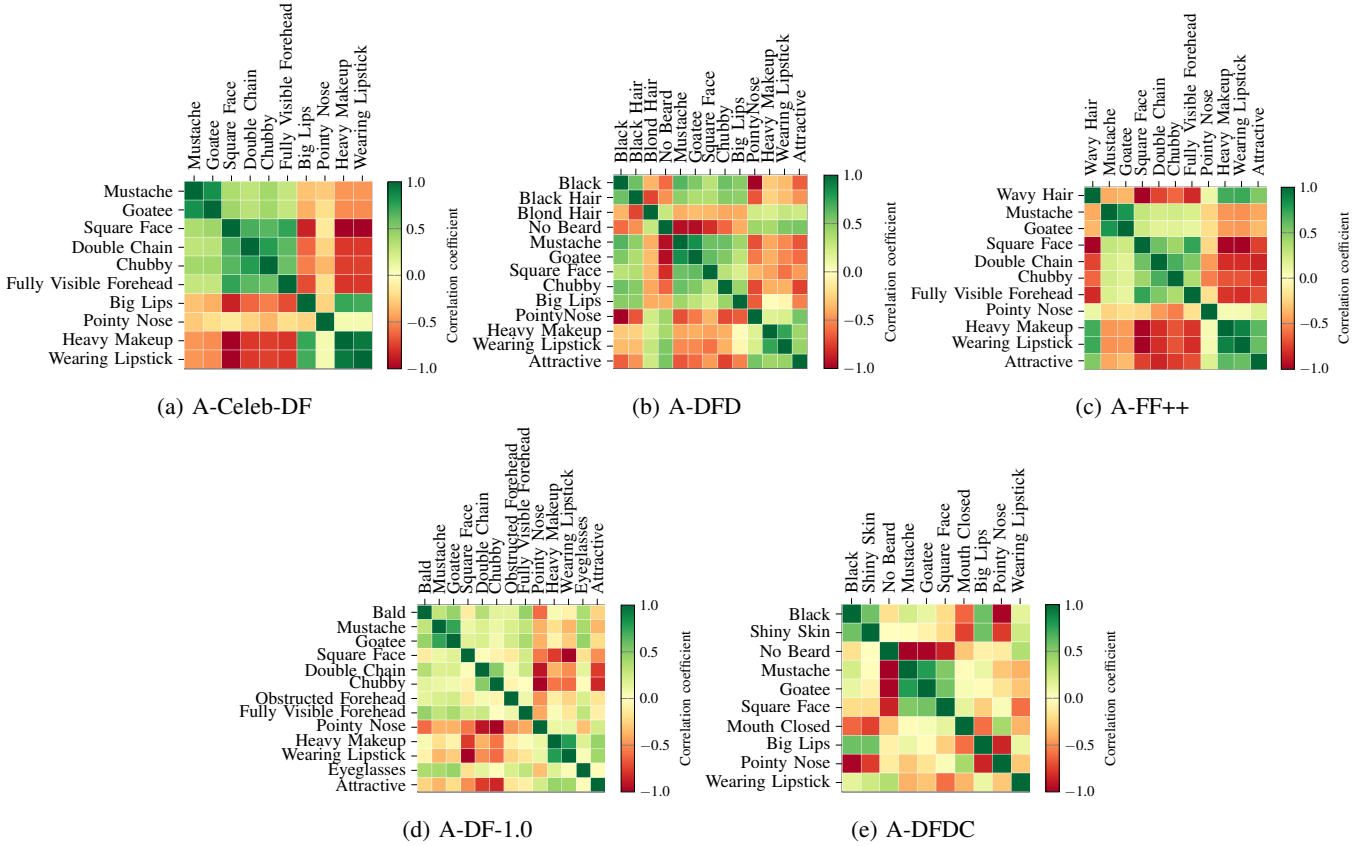 Mustache
Goatee
Square Face
Double Chain
Chubby
Fully Visible Forehead
Big Lips
Pointy Nose
Heavy Makeup
Wearing Lipstick
Mustache
Goatee
Square Face
Double Chain
Chubby
Fully Visible Forehead
Big Lips
Pointy Nose
Heavy Makeup
Wearing Lipstick
1.0
0.5
0.0
−0.5
−1.0
Correlation coefficient
(a) A-Celeb-DF
Black
Black Hair
Blond Hair
No Beard
Mustache
Goatee
Square Face
Chubby
Big Lips
PointyNose
Heavy Makeup
Wearing Lipstick
Attractive
Black
Black Hair
Blond Hair
No Beard
Mustache
Goatee
Square Face
Chubby
Big Lips
PointyNose
Heavy Makeup
Wearing Lipstick
Attractive
1.0
0.5
0.0
−0.5
−1.0
Correlation coefficient
(b) A-DFD
Wavy Hair
Mustache
Goatee
Square Face
Double Chain
Chubby
Fully Visible Forehead
Pointy Nose
Heavy Makeup
Wearing Lipstick
Attractive
Wavy Hair
Mustache
Goatee
Square Face
Double Chain
Chubby
Fully Visible Forehead
Pointy Nose
Heavy Makeup
Wearing Lipstick
Attractive
1.0
0.5
0.0
−0.5
−1.0
Correlation coefficient
(c) A-FF++
Bald
Mustache
Goatee
Square Face
Double Chain
Chubby
Obstructed Forehead
Fully Visible Forehead
Pointy Nose
Heavy Makeup
Wearing Lipstick
Eyeglasses
Attractive
Bald
Mustache
Goatee
Square Face
Double Chain
Chubby
Obstructed Forehead
Fully Visible Forehead
Pointy Nose
Heavy Makeup
Wearing Lipstick
Eyeglasses
Attractive
1.0
0.5
0.0
−0.5
−1.0
Correlation coefficient
(d) A-DF-1.0
Black
Shiny Skin
No Beard
Mustache
Goatee
Square Face
Mouth Closed
Big Lips
Pointy Nose
Wearing Lipstick
Black
Shiny Skin
No Beard
Mustache
Goatee
Square Face
Mouth Closed
Big Lips
Pointy Nose
Wearing Lipstick
1.0
0.5
0.0
−0.5
−1.0
Correlation coefficient
(e) A-DFDC